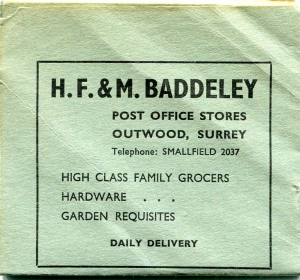 H. F. & M. BADDELEY
POST OFFICE STORES
OUTWOOD, SURREY
Telephone: SMALLFIELD 2037
HIGH CLASS FAMILY GROCERS
HARDWARE . . .
GARDEN REQUISITES
DAILY DELIVERY